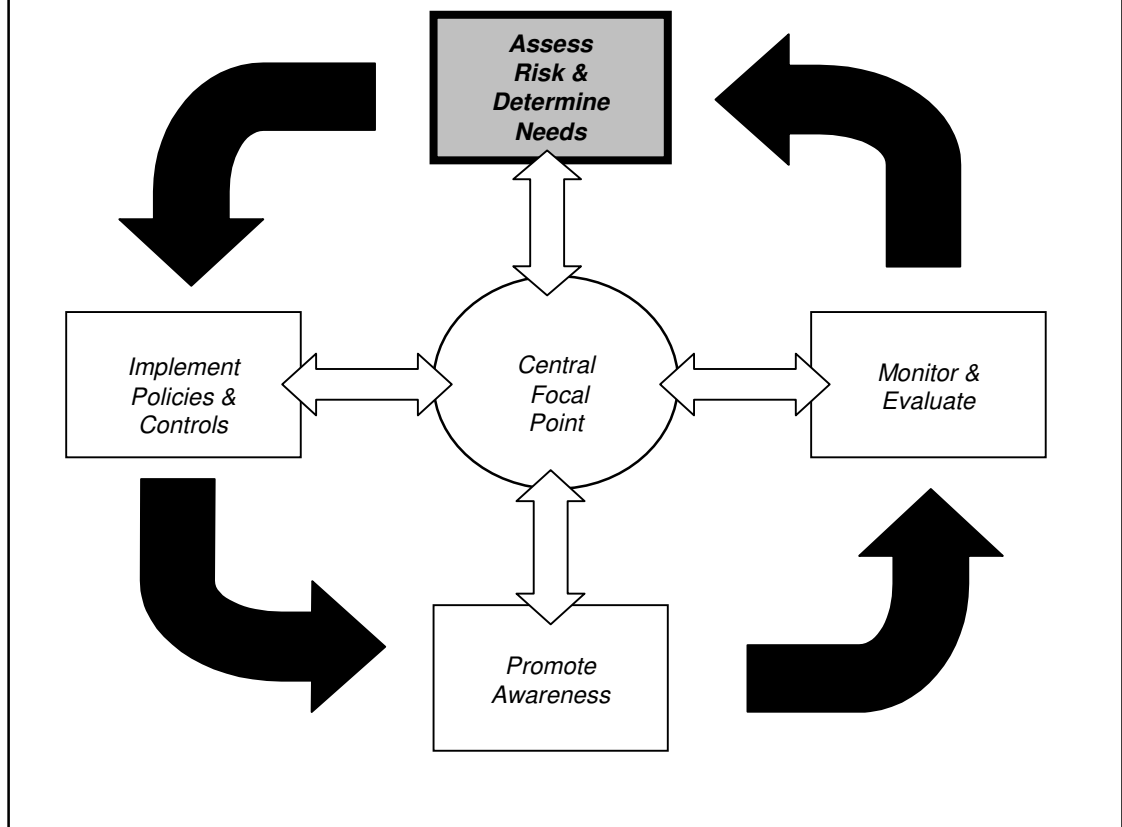 Assess
Risk &
Determine
Needs
Implement
Policies &
Controls
Central
Focal
Point
Monitor &
Evaluate
Promote
Awareness